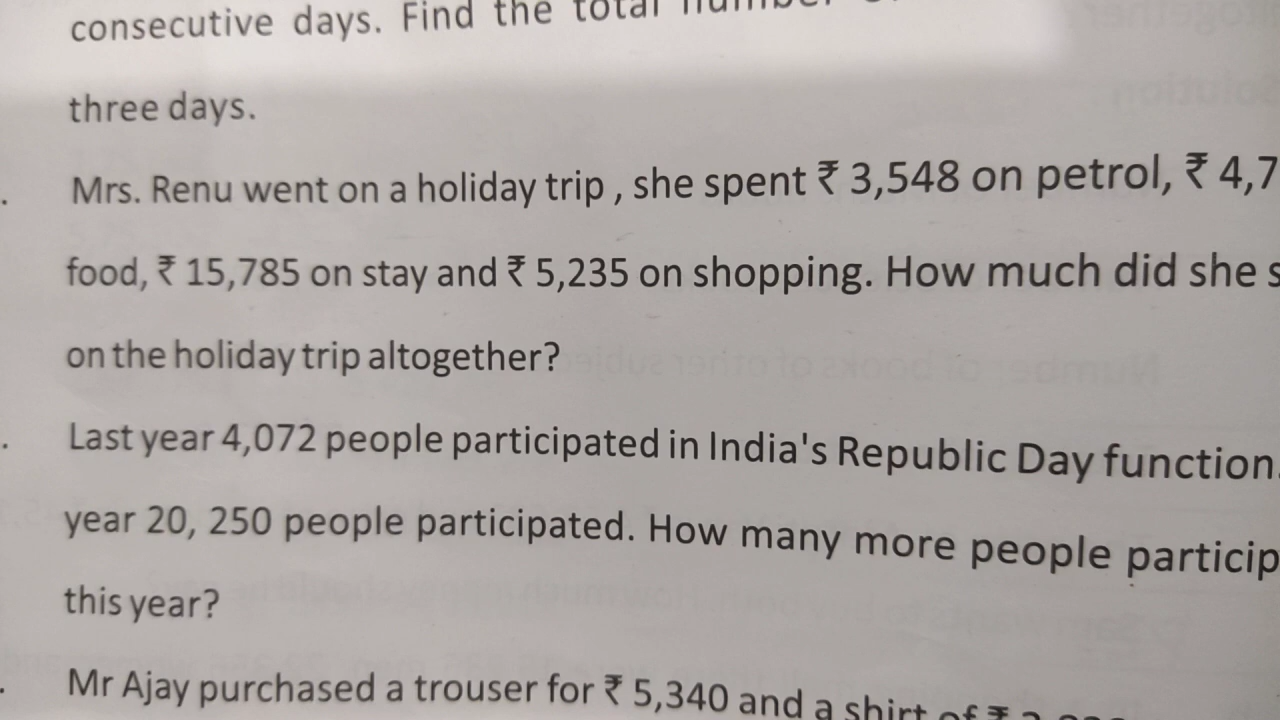 consecutive days. Find the total number
three days.
Mrs. Renu went on a holiday trip , she spent ₹ 3,548 on petrol, ₹ 4,7
food, ₹ 15,785 on stay and ₹ 5,235 on shopping. How much did she s
on the holiday trip altogether?
Last year 4,072 people participated in India's Republic Day function.
year 20, 250 people participated. How many more people particip
this year?
Mr Ajay purchased a trouser for ₹ 5,340 and a shirt of ₹